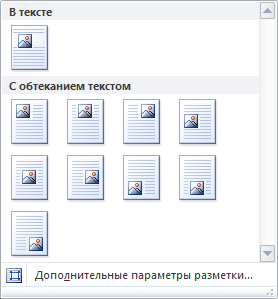 В тексте
С обтеканием текстом
Дополнительные параметры разметки...